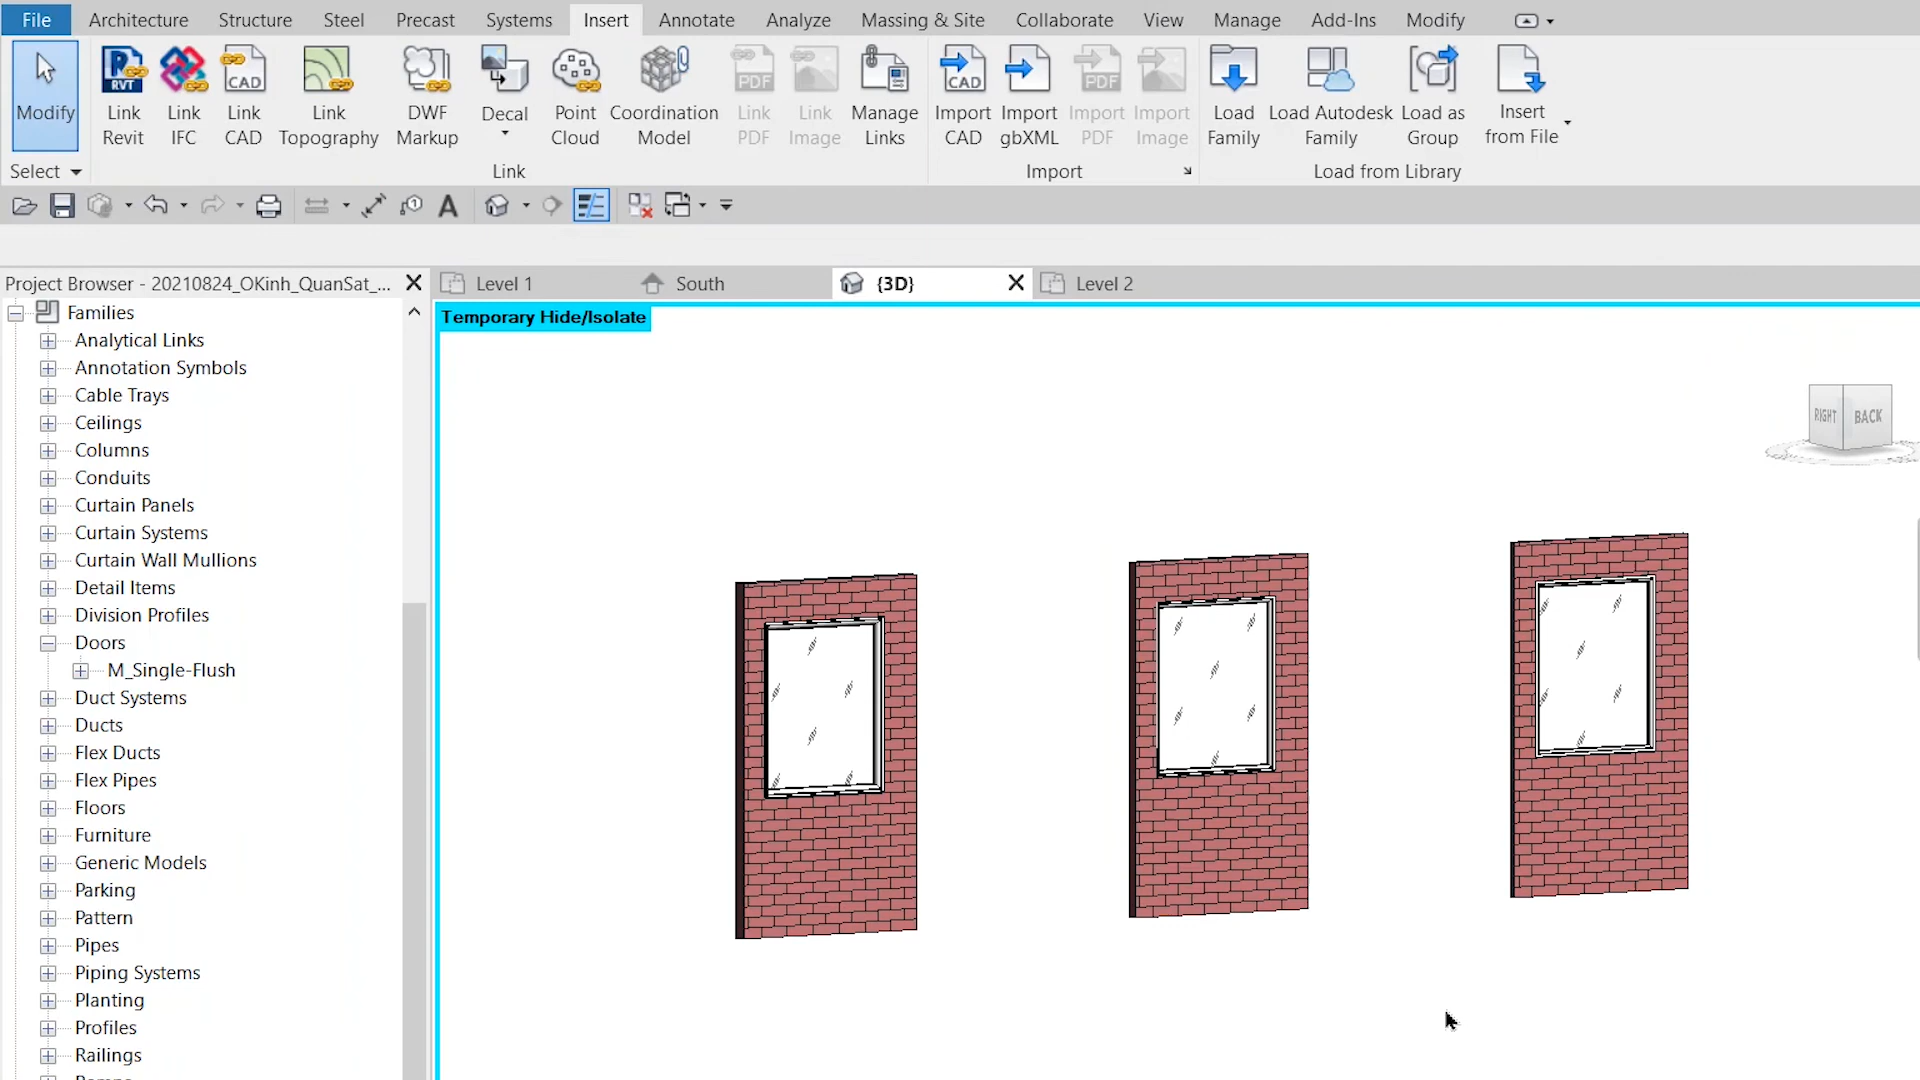 File Architecture Structure Steel Precast Systems Insert Annotate Analyze Massing & Site Collaborate View Manage Add-Ins Modify
Modify
Link Revit
Link IFC
Link CAD
Link Topography
DWF Markup
Decal
Point Cloud
Coordination Model
Link PDF
Link Image
Manage Links
Import CAD
Import gbXML
Import PDF
Import Image
Load Family
Load Autodesk Family
Load as Group
Insert from File
RVT
CAD
PDF
CAD
PDF
Select Link Import Load from Library
A
Project Browser - 20210824_OKinh_QuanSat_...
Level 1
South
{3D}
Level 2
Temporary Hide/Isolate
RIGHT BACK
Families
Analytical Links
Annotation Symbols
Cable Trays
Ceilings
Columns
Conduits
Curtain Panels
Curtain Systems
Curtain Wall Mullions
Detail Items
Division Profiles
Doors
M_Single-Flush
Duct Systems
Ducts
Flex Ducts
Flex Pipes
Floors
Furniture
Generic Models
Parking
Pattern
Pipes
Piping Systems
Planting
Profiles
Railings